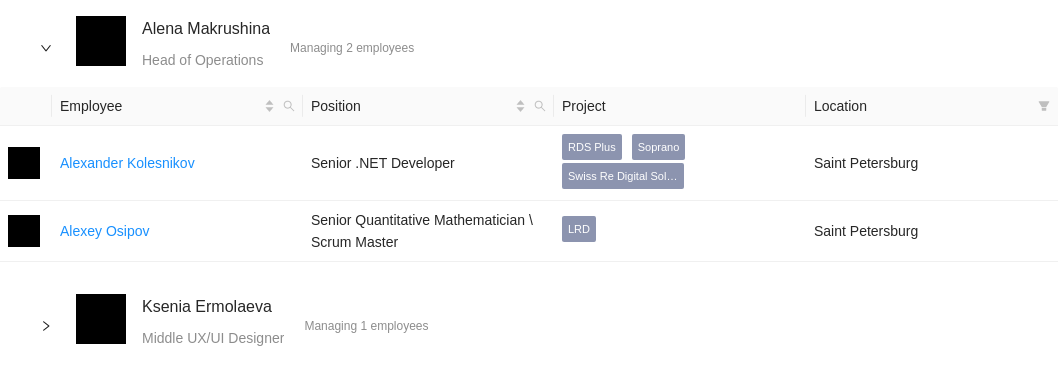 Alena Makrushina
Head of Operations
Managing 2 employees
Employee Position Project Location
Alexander Kolesnikov Senior .NET Developer RDS Plus Soprano Saint Petersburg
Swiss Re Digital Sol...
Alexey Osipov Senior Quantitative Mathematician \ LRD Saint Petersburg
Scrum Master
Ksenia Ermolaeva
Middle UX/UI Designer
Managing 1 employees